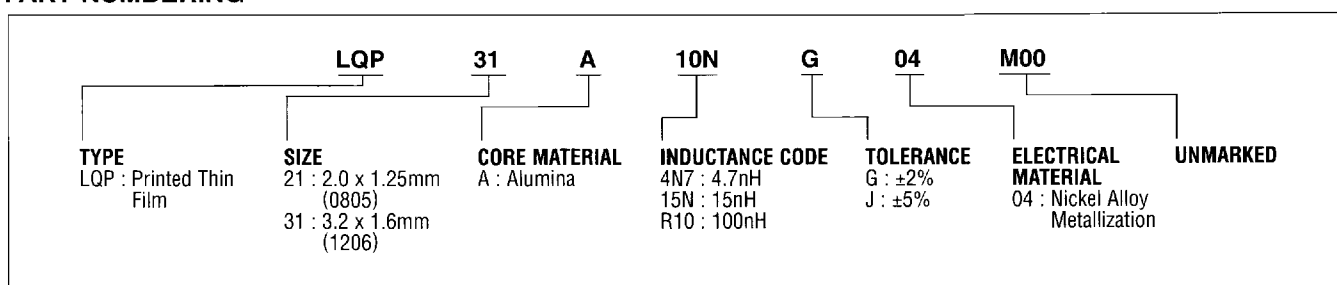 PART NUMBERING
LQP 31 A 10N G 04 M00
TYPE
LQP : Printed Thin
Film
SIZE
21 : 2.0 x 1.25mm
(0805)
31 : 3.2 x 1.6mm
(1206)
CORE MATERIAL
A : Alumina
INDUCTANCE CODE
4N7 : 4.7nH
15N : 15nH
R10 : 100nH
TOLERANCE
G : ±2%
J : ±5%
ELECTRICAL
MATERIAL
04 : Nickel Alloy
Metallization
UNMARKED